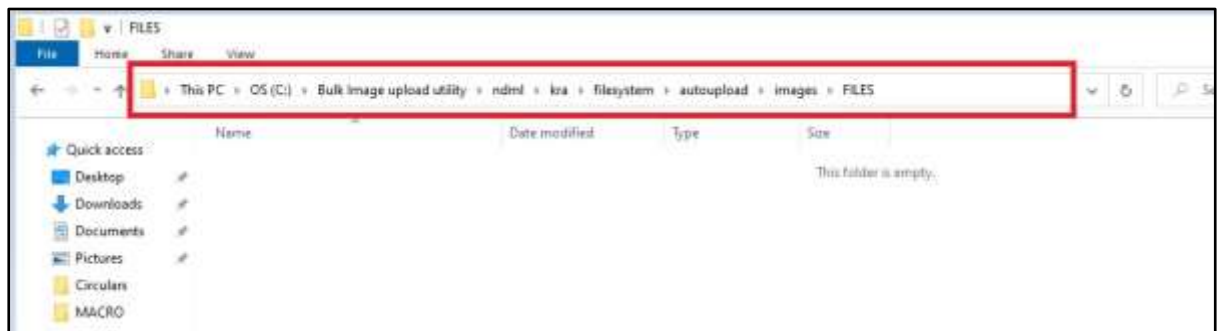 FILES
File Home Share View
This PC OS (C:) Bulk Image upload utility ndml kra filesystem autoupload images FILES
Name Date modified Type Size
Quick access
This folder is empty.
Desktop
Downloads
Documents
Pictures
Circulars
MACRO